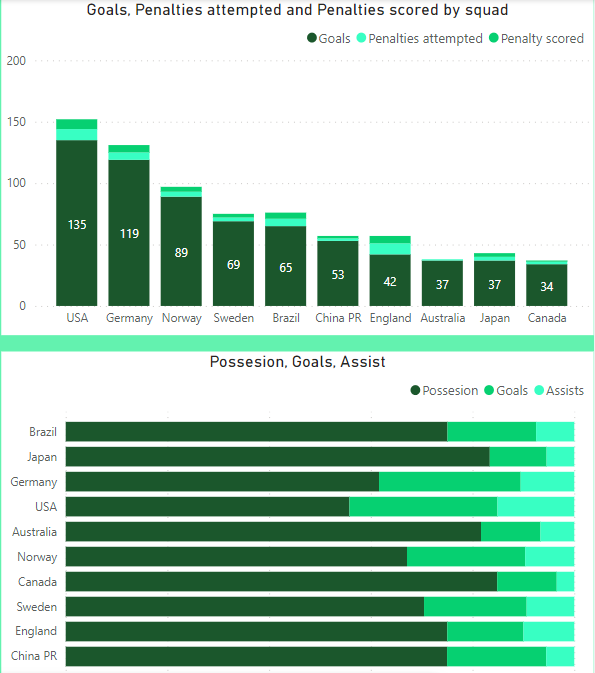 Goals, Penalties attempted and Penalties scored by squad
Goals Penalties attempted Penalty scored
200
150
100
50
0
135
119
89
69
65
53
42
37
37
34
USA Germany Norway Sweden Brazil China PR England Australia Japan Canada
Possesion, Goals, Assist
Possesion Goals Assists
Brazil
Japan
Germany
USA
Australia
Norway
Canada
Sweden
England
China PR